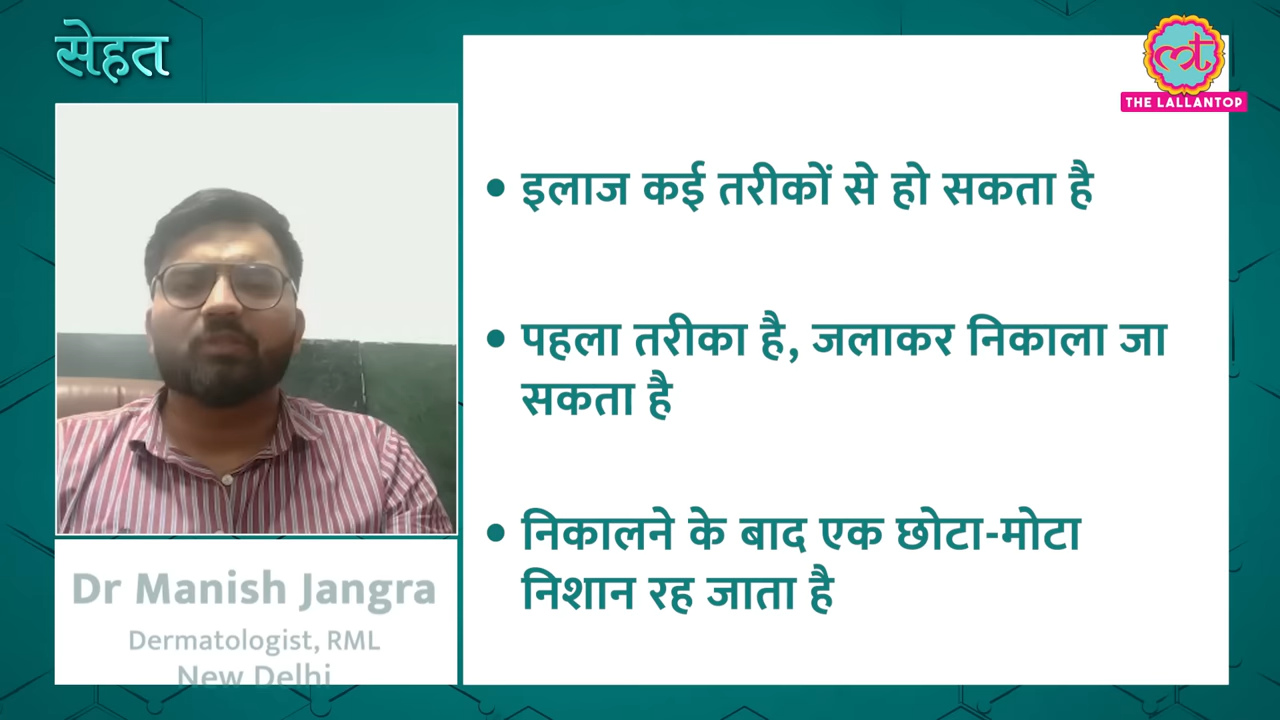 सेहत
THE LALLANTOP
• इलाज कई तरीकों से हो सकता है
• पहला तरीका है, जलाकर निकाला जा
सकता है
• निकालने के बाद एक छोटा-मोटा
निशान रह जाता है
Dr Manish Jangra
Dermatologist, RML
New Delhi